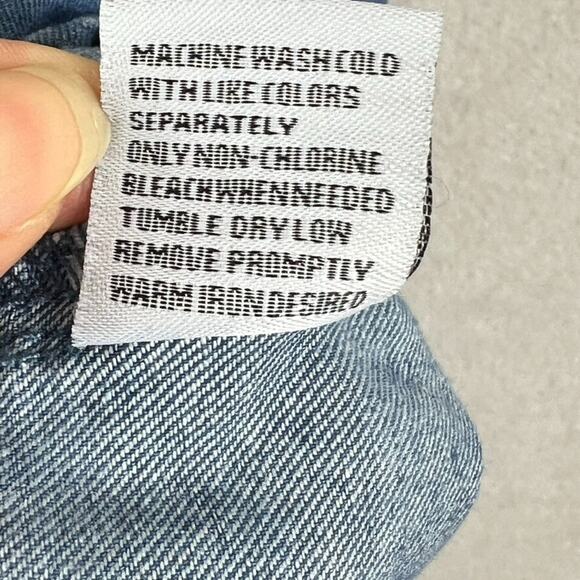 MACHINE WASH COLD
WITH LIKE COLORS
SEPARATELY
ONLY NON-CHLORINE
BLEACH WHEN NEEDED
TUMBLE DRY LOW
REMOVE PROMPTLY
WARM IRON DESIRED